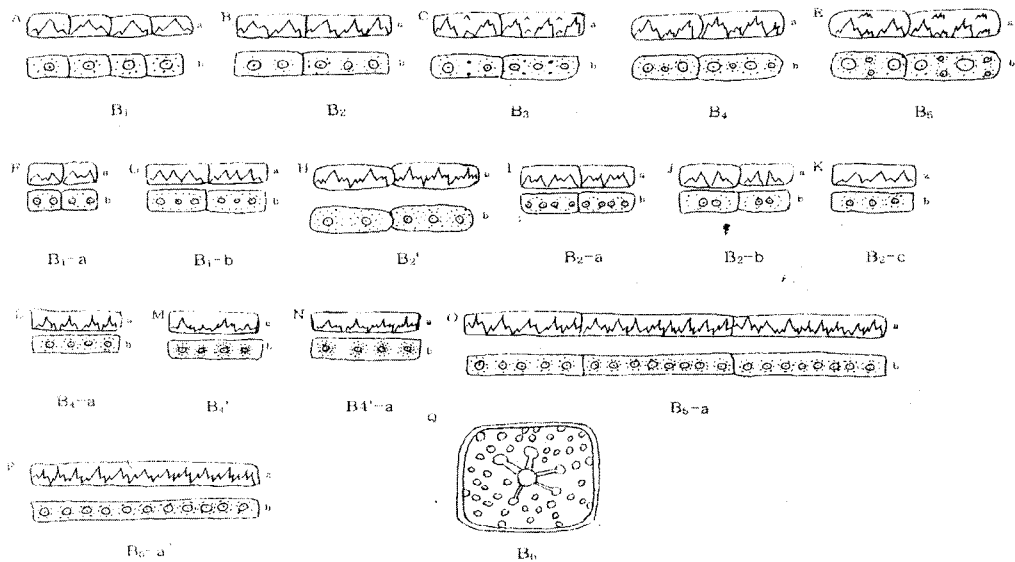 A B C E
a a a a a
b b b b b
B₁ B₂ B₃ B₄ B₅
F G H I J K
a a a a a a
b b b b b b
B₁-a B₁-b B₂' B₂-a B₂-b B₂-c
L M N O
a a a a
b b b b
B₄-a B₄' B4'-a B₅-a
P Q
a
b
B₅-a' B₆